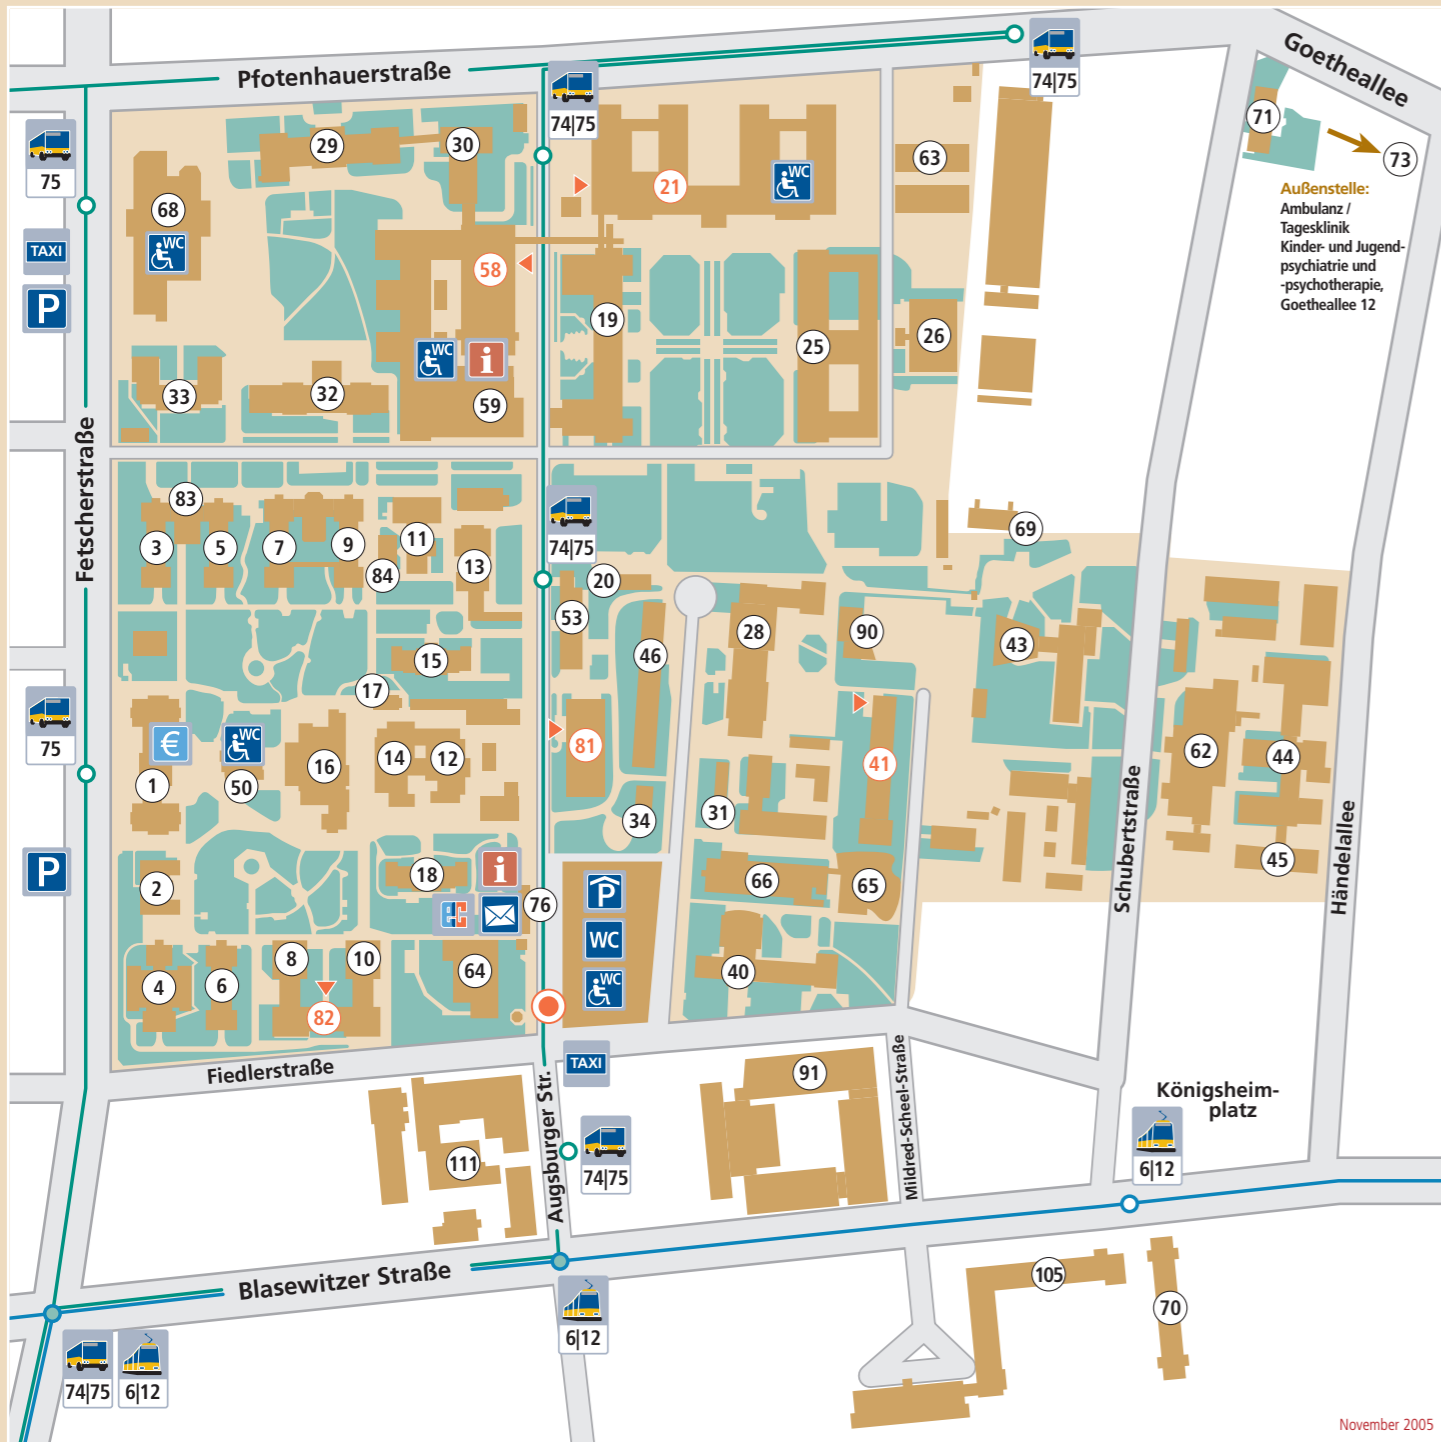 Pfotenhauerstraße
74|75
Goetheallee
74|75
75
TAXI
P
29
30
21
WC
63
71
73
Außenstelle:
Ambulanz /
Tagesklinik
Kinder- und Jugend-
psychiatrie und
-psychotherapie,
Goetheallee 12
68
WC
58
19
25
26
WC
i
33
32
59
Fetscherstraße
83
3
5
7
9
11
84
13
74|75
20
53
69
28
90
43
46
15
17
75
€
WC
1
50
16
14
12
81
41
62
44
34
31
45
Schubertstraße
Händelallee
P
2
18
i
76
P
WC
WC
66
65
4
6
8
10
64
40
82
Fiedlerstraße
TAXI
Augsburger Str.
91
Mildred-Scheel-Straße
Königsheim-
platz
6|12
111
74|75
Blasewitzer Straße
6|12
105
70
74|75
6|12
November 2005